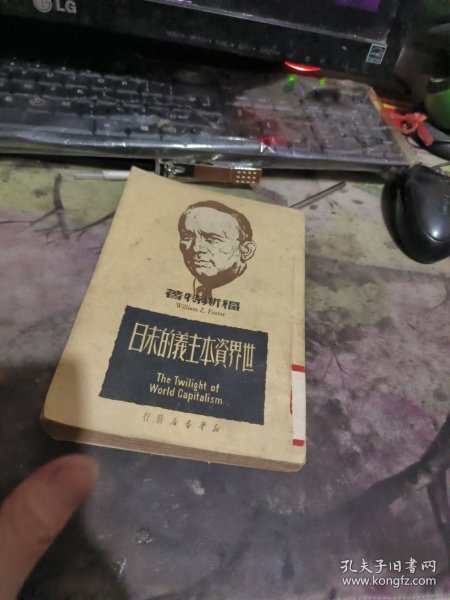 LG
著特斯福
William Z. Foster
日末的義主本資界世
The Twilight of
World Capitalism
行發店書華新
孔夫子旧书网
www.kongfz.com